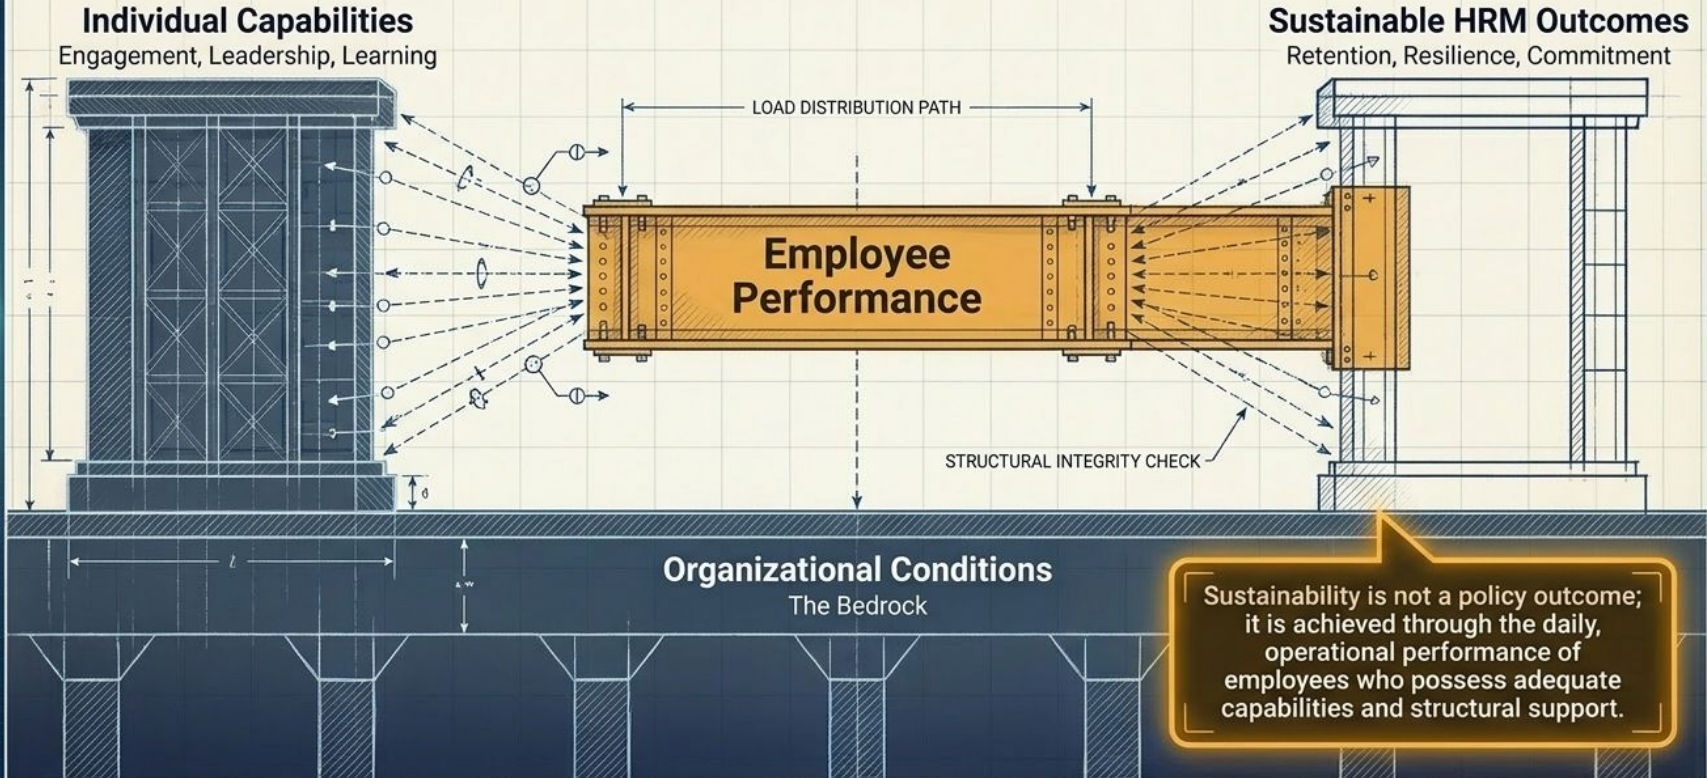 Individual Capabilities
Engagement, Leadership, Learning
Sustainable HRM Outcomes
Retention, Resilience, Commitment
LOAD DISTRIBUTION PATH
Employee
Performance
STRUCTURAL INTEGRITY CHECK
Organizational Conditions
The Bedrock
Sustainability is not a policy outcome;
it is achieved through the daily,
operational performance of
employees who possess adequate
capabilities and structural support.